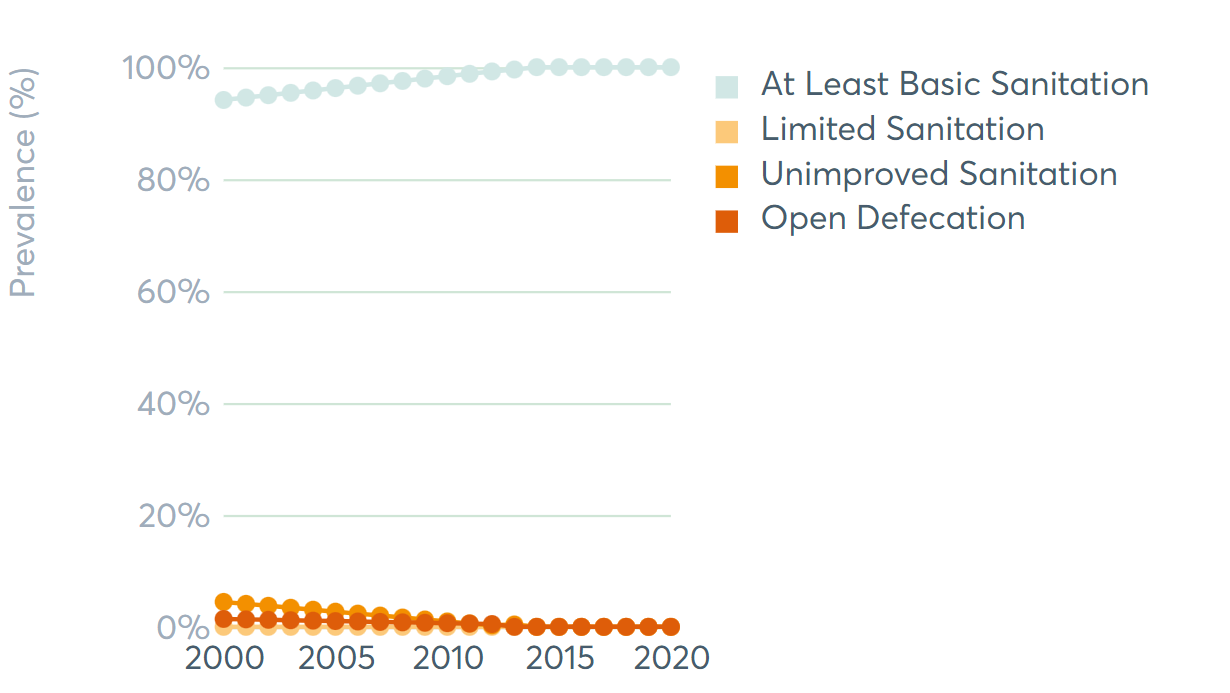 Prevalence (%)
100%
80%
60%
40%
20%
0%
2000 2005 2010 2015 2020
At Least Basic Sanitation
Limited Sanitation
Unimproved Sanitation
Open Defecation